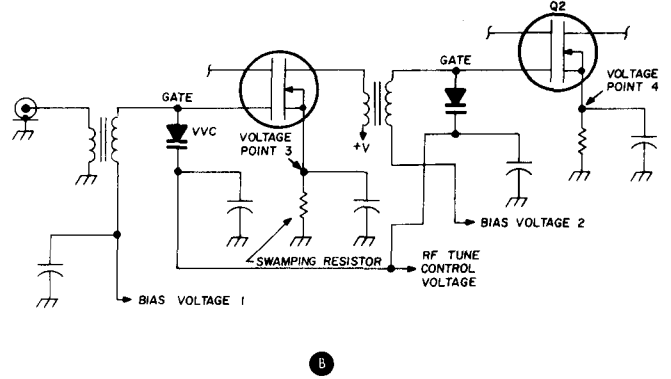 Q2
GATE
GATE
VOLTAGE
POINT 4
VVC
VOLTAGE
POINT 3
+V
BIAS VOLTAGE 2
SWAMPING RESISTOR
RF TUNE
CONTROL
VOLTAGE
BIAS VOLTAGE 1
B